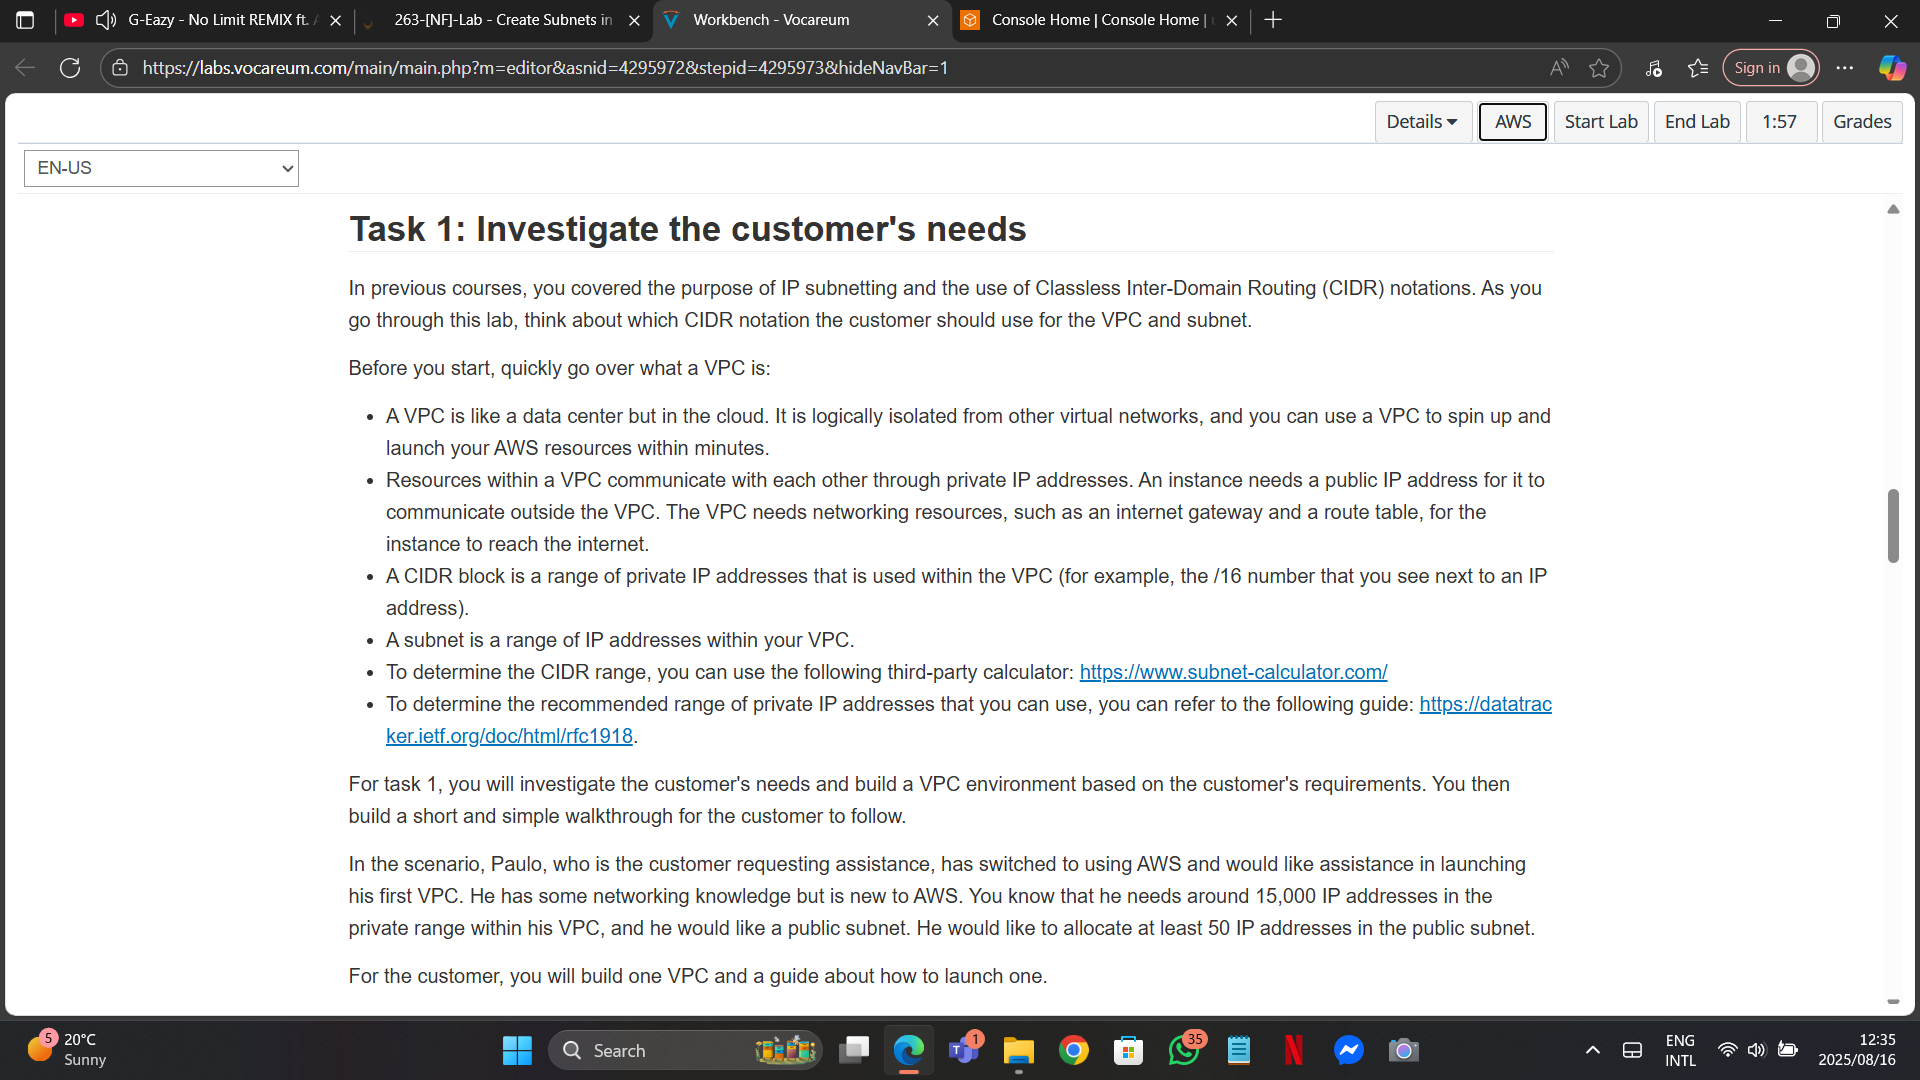 G-Eazy - No Limit REMIX ft.
263-[NF]-Lab - Create Subnets in
Workbench - Vocareum
Console Home | Console Home |
https://labs.vocareum.com/main/main.php?m=editor&asnid=4295972&stepid=4295973&hideNavBar=1
Sign in
Details
AWS
Start Lab
End Lab
1:57
Grades
EN-US
Task 1: Investigate the customer's needs
In previous courses, you covered the purpose of IP subnetting and the use of Classless Inter-Domain Routing (CIDR) notations. As you
go through this lab, think about which CIDR notation the customer should use for the VPC and subnet.
Before you start, quickly go over what a VPC is:
• A VPC is like a data center but in the cloud. It is logically isolated from other virtual networks, and you can use a VPC to spin up and
launch your AWS resources within minutes.
• Resources within a VPC communicate with each other through private IP addresses. An instance needs a public IP address for it to
communicate outside the VPC. The VPC needs networking resources, such as an internet gateway and a route table, for the
instance to reach the internet.
• A CIDR block is a range of private IP addresses that is used within the VPC (for example, the /16 number that you see next to an IP
address).
• A subnet is a range of IP addresses within your VPC.
• To determine the CIDR range, you can use the following third-party calculator: https://www.subnet-calculator.com/
• To determine the recommended range of private IP addresses that you can use, you can refer to the following guide: https://datatrac
ker.ietf.org/doc/html/rfc1918.
For task 1, you will investigate the customer's needs and build a VPC environment based on the customer's requirements. You then
build a short and simple walkthrough for the customer to follow.
In the scenario, Paulo, who is the customer requesting assistance, has switched to using AWS and would like assistance in launching
his first VPC. He has some networking knowledge but is new to AWS. You know that he needs around 15,000 IP addresses in the
private range within his VPC, and he would like a public subnet. He would like to allocate at least 50 IP addresses in the public subnet.
For the customer, you will build one VPC and a guide about how to launch one.
5
20°C
Sunny
Search
1
35
ENG
INTL
12:35
2025/08/16